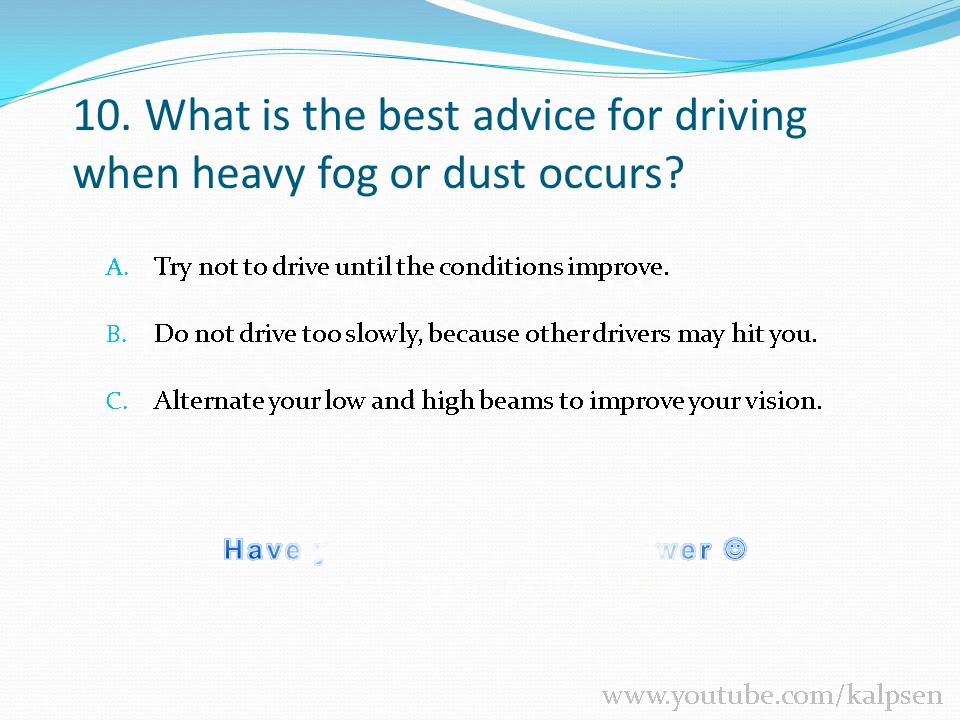 10. What is the best advice for driving
when heavy fog or dust occurs?
A. Try not to drive until the conditions improve.
B. Do not drive too slowly, because other drivers may hit you.
C. Alternate your low and high beams to improve your vision.
Have
www.youtube.com/kalpsen